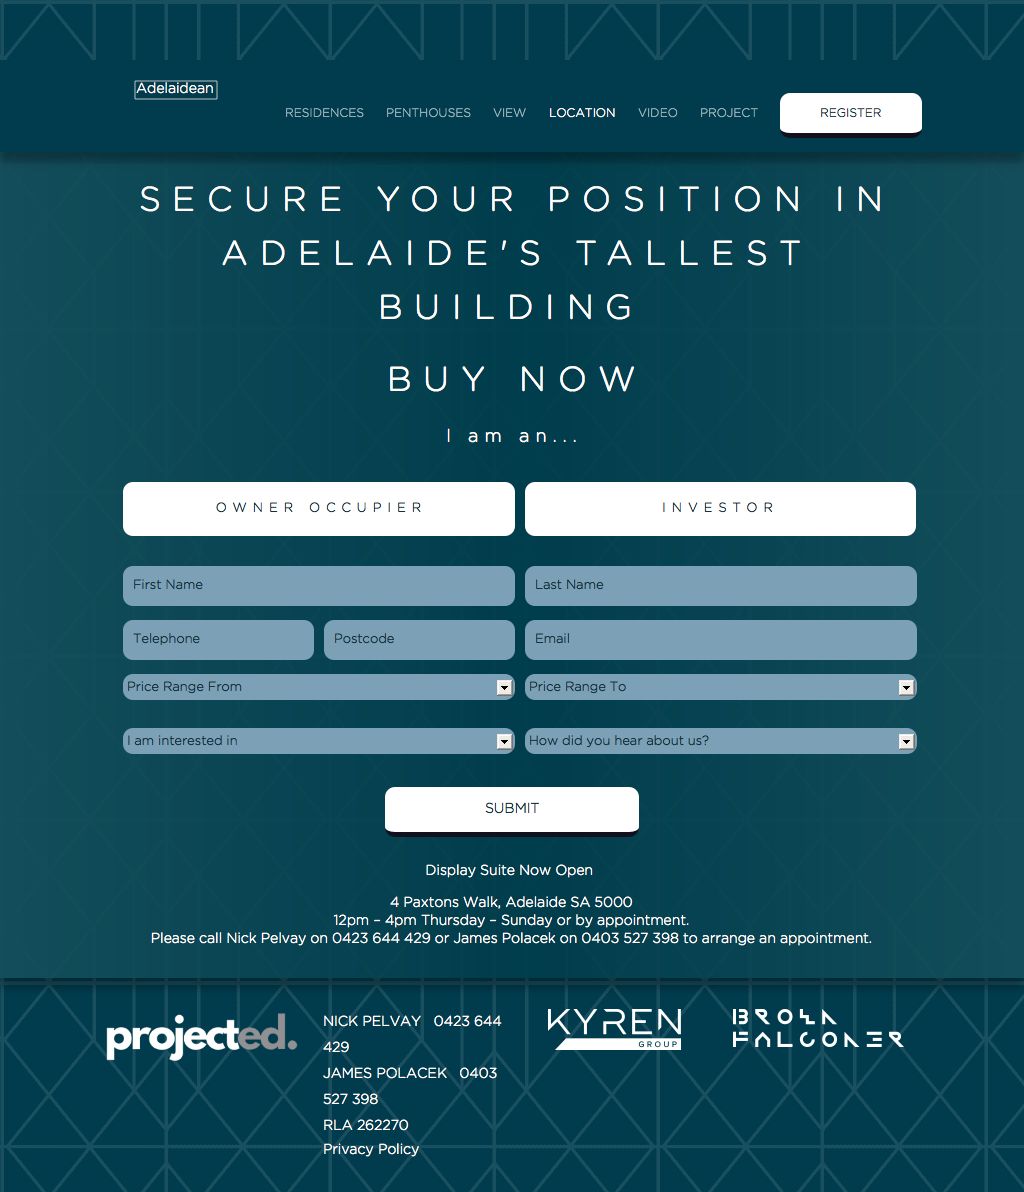 Adelaidean
RESIDENCES PENTHOUSES VIEW LOCATION VIDEO PROJECT REGISTER
SECURE YOUR POSITION IN
ADELAIDE'S TALLEST
BUILDING
BUY NOW
I am an...
OWNER OCCUPIER INVESTOR
First Name Last Name
Telephone Postcode Email
Price Range From Price Range To
I am interested in How did you hear about us?
SUBMIT
Display Suite Now Open
4 Paxtons Walk, Adelaide SA 5000
12pm – 4pm Thursday – Sunday or by appointment.
Please call Nick Pelvay on 0423 644 429 or James Polacek on 0403 527 398 to arrange an appointment.
projected.
NICK PELVAY 0423 644
429
JAMES POLACEK 0403
527 398
RLA 262270
Privacy Policy
KYREN
GROUP
BROZA
FALCONER